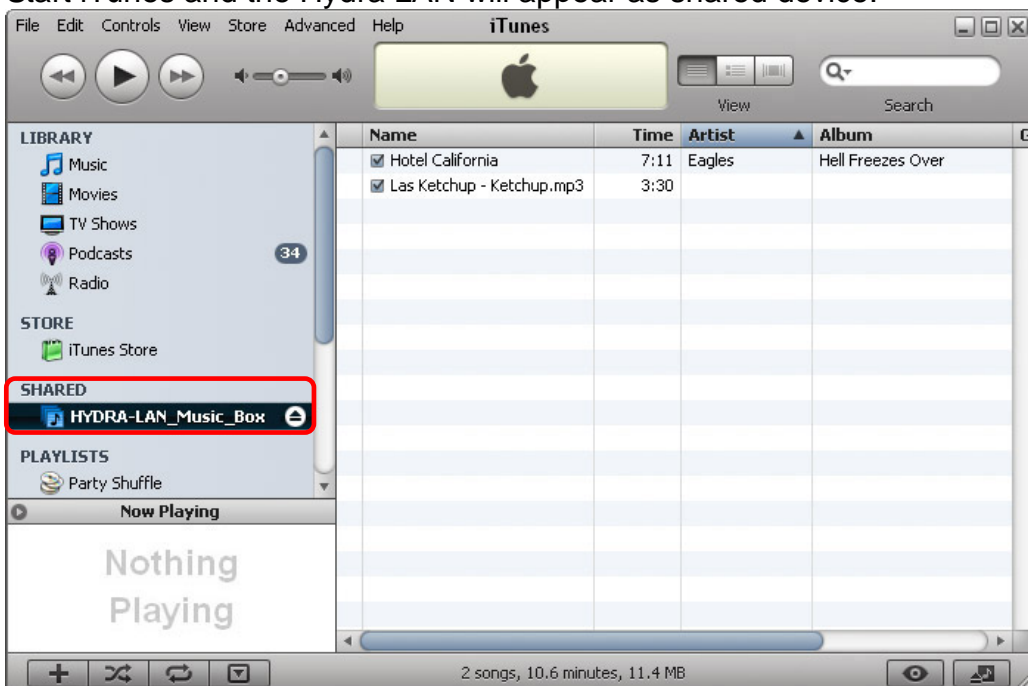 Start iTunes and the Hydra LAN will appear as shared device.
File Edit Controls View Store Advanced Help iTunes
View Search
LIBRARY
Music
Movies
TV Shows
Podcasts 34
Radio
STORE
iTunes Store
SHARED
HYDRA-LAN_Music_Box
PLAYLISTS
Party Shuffle
Now Playing
Nothing
Playing
Name Time Artist Album
Hotel California 7:11 Eagles Hell Freezes Over
Las Ketchup - Ketchup.mp3 3:30
2 songs, 10.6 minutes, 11.4 MB